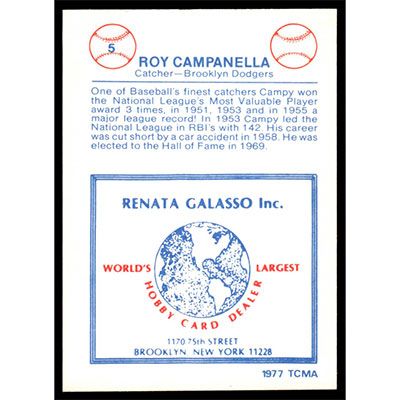 5
ROY CAMPANELLA
Catcher—Brooklyn Dodgers
One of Baseball's finest catchers Campy won
the National League's Most Valuable Player
award 3 times, in 1951, 1953 and in 1955 a
major league record! In 1953 Campy led the
National League in RBI's with 142. His career
was cut short by a car accident in 1958. He was
elected to the Hall of Fame in 1969.
RENATA GALASSO Inc.
WORLD'S LARGEST
HOBBY CARD DEALER
1170 75th STREET
BROOKLYN, NEW YORK 11228
1977 TCMA